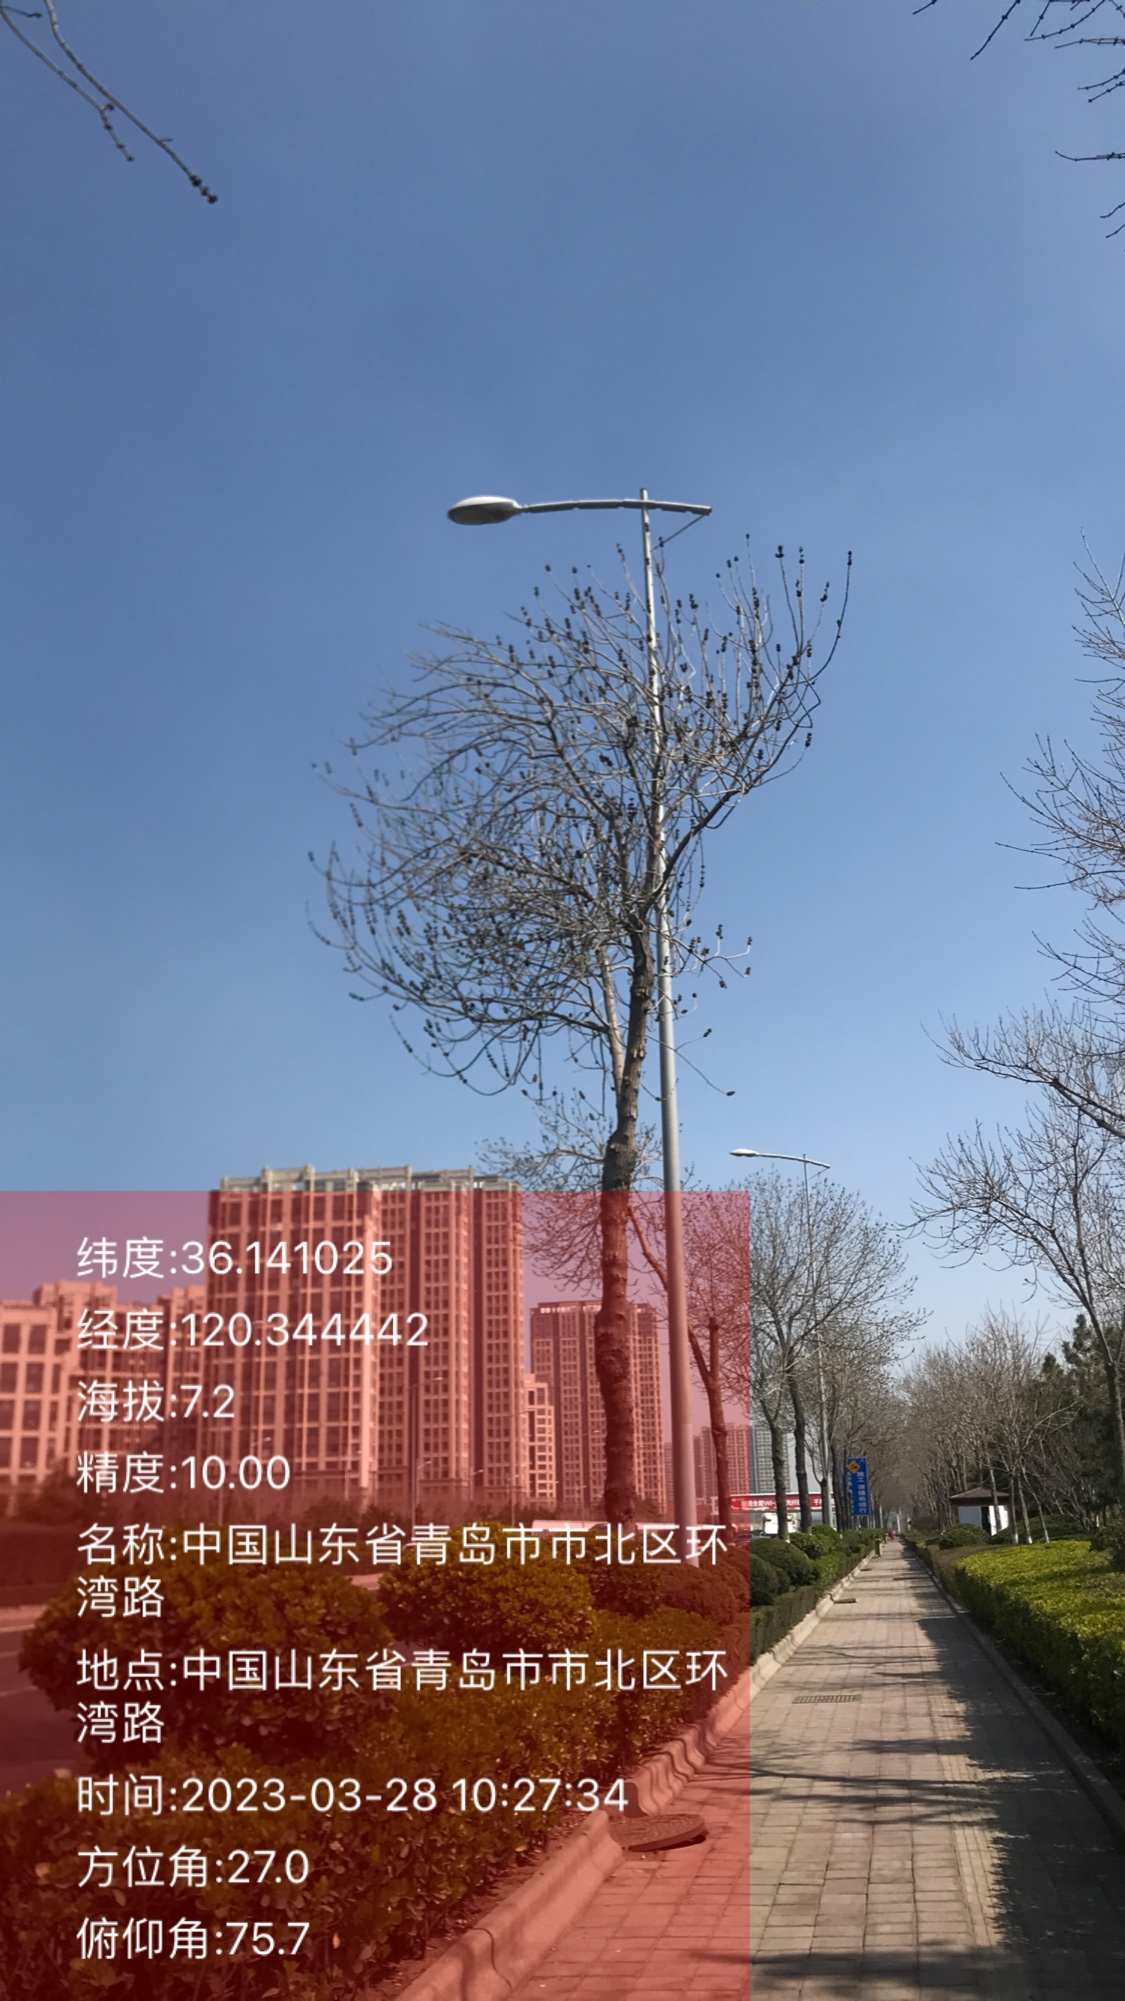 纬度:36.141025
经度:120.344442
海拔:7.2
精度:10.00
名称:中国山东省青岛市市北区环
湾路
地点:中国山东省青岛市市北区环
湾路
时间:2023-03-28 10:27:34
方位角:27.0
俯仰角:75.7